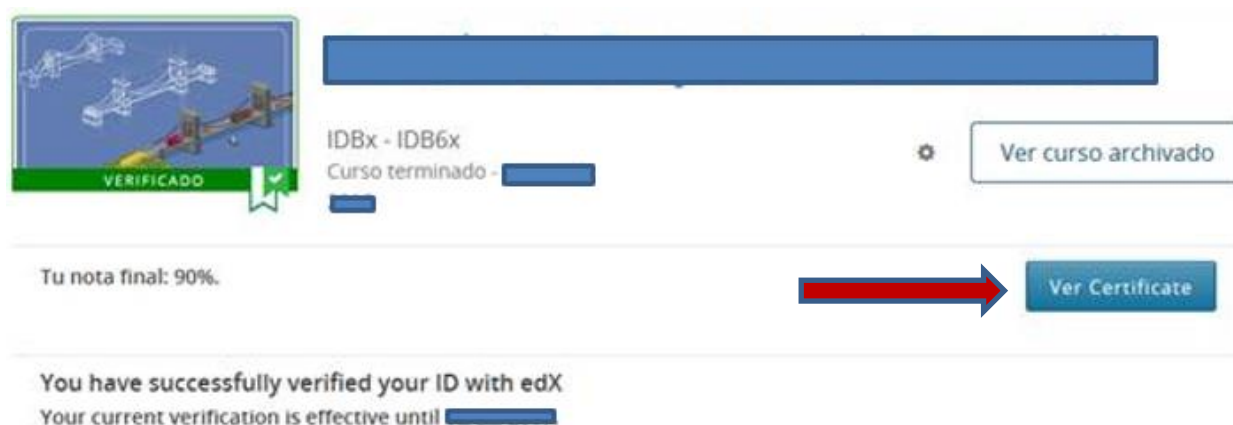 VERIFICADO
IDBx - IDB6x
Curso terminado -
Ver curso archivado
Tu nota final: 90%.
Ver Certificate
You have successfully verified your ID with edX
Your current verification is effective until